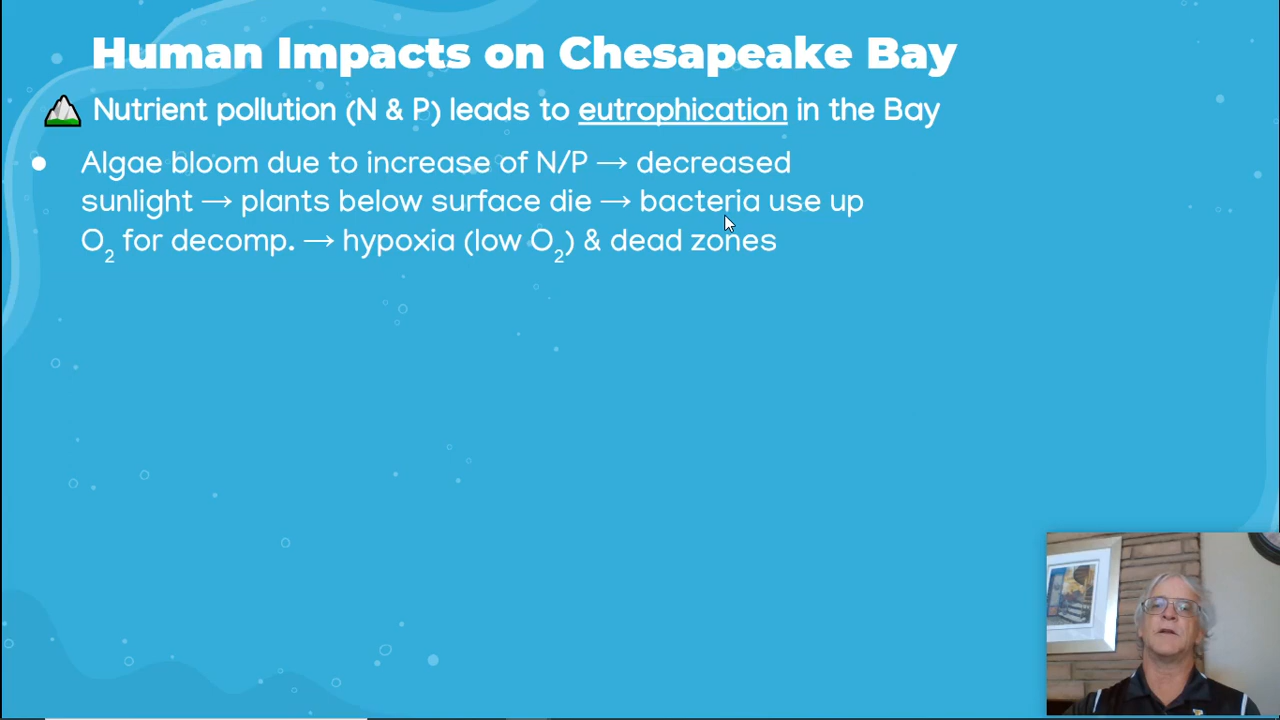 Human Impacts on Chesapeake Bay
Nutrient pollution (N & P) leads to eutrophication in the Bay
● Algae bloom due to increase of N/P → decreased
sunlight → plants below surface die → bacteria use up
O₂ for decomp. → hypoxia (low O₂) & dead zones